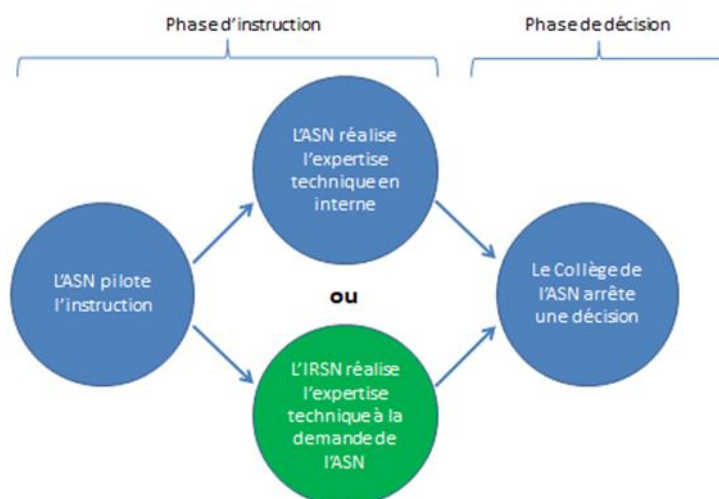 Phase d'instruction
Phase de décision
L'ASN pilote
l'instruction
L'ASN réalise
l'expertise
technique en
interne
ou
L'IRSN réalise
l'expertise
technique à la
demande de
l'ASN
Le Collège de
l'ASN arrête
une décision